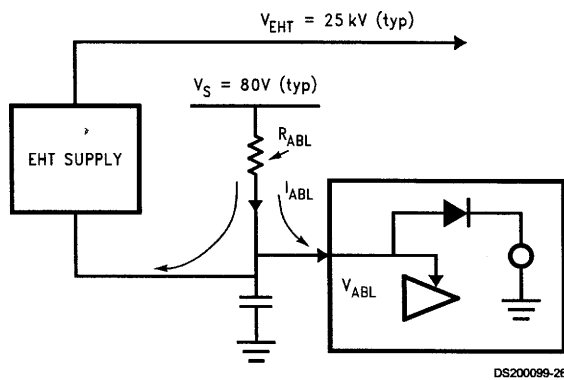 V_EHT = 25 kV (typ)
V_S = 80V (typ)
R_ABL
EHT SUPPLY
I_ABL
V_ABL
DS200099-26